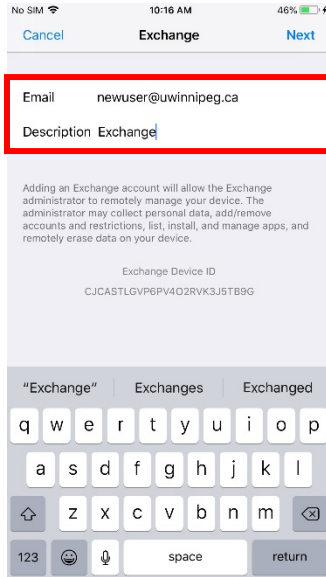 No SIM 10:16 AM 46%
Cancel Exchange Next
Email newuser@uwinnipeg.ca
Description Exchange
Adding an Exchange account will allow the Exchange
administrator to remotely manage your device. The
administrator may collect personal data, add/remove
accounts and restrictions, list, install, and manage apps, and
remotely erase data on your device.
Exchange Device ID
CJCASTLGVP6PV4O2RVK3J5TB9G
“Exchange” Exchanges Exchanged
q w e r t y u i o p
a s d f g h j k l
z x c v b n m
123 space return